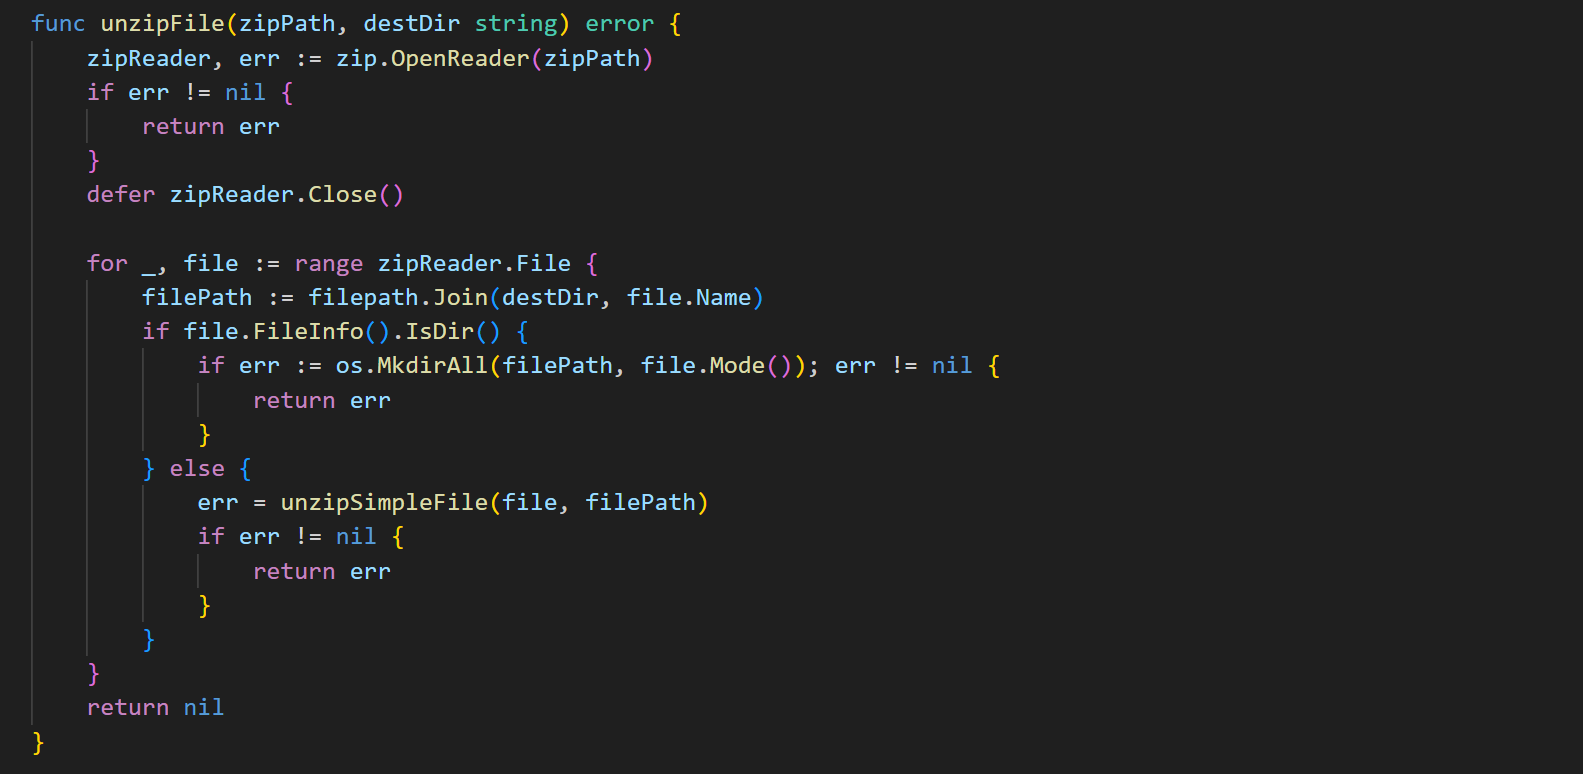 func unzipFile(zipPath, destDir string) error {
    zipReader, err := zip.OpenReader(zipPath)
    if err != nil {
        return err
    }
    defer zipReader.Close()

    for _, file := range zipReader.File {
        filePath := filepath.Join(destDir, file.Name)
        if file.FileInfo().IsDir() {
            if err := os.MkdirAll(filePath, file.Mode()); err != nil {
                return err
            }
        } else {
            err = unzipSimpleFile(file, filePath)
            if err != nil {
                return err
            }
        }
    }
    return nil
}